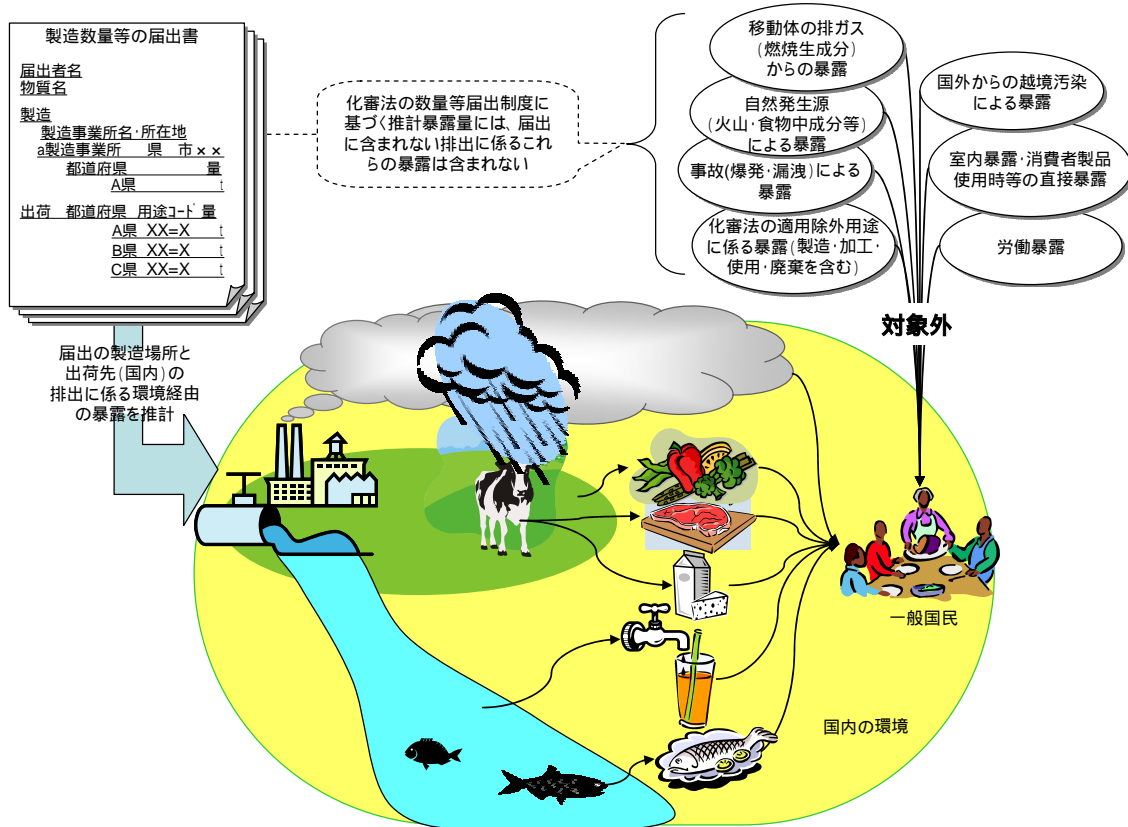 製造数量等の届出書
届出者名
物質名
製造
製造事業所名・所在地
a製造事業所　県　市××
都道府県　量
A県　t
出荷　都道府県　用途コード　量
A県　XX=X　t
B県　XX=X　t
C県　XX=X　t
届出の製造場所と
出荷先(国内)の
排出に係る環境経由
の暴露を推計
化審法の数量等届出制度に
基づく推計暴露量には、届出
に含まれない排出に係るこれ
らの暴露は含まれない
移動体の排ガス
(燃焼生成分)
からの暴露
自然発生源
(火山・食物中成分等)
による暴露
事故(爆発・漏洩)による
暴露
化審法の適用除外用途
に係る暴露(製造・加工・
使用・廃棄を含む)
国外からの越境汚染
による暴露
室内暴露・消費者製品
使用時等の直接暴露
労働暴露
対象外
一般国民
国内の環境